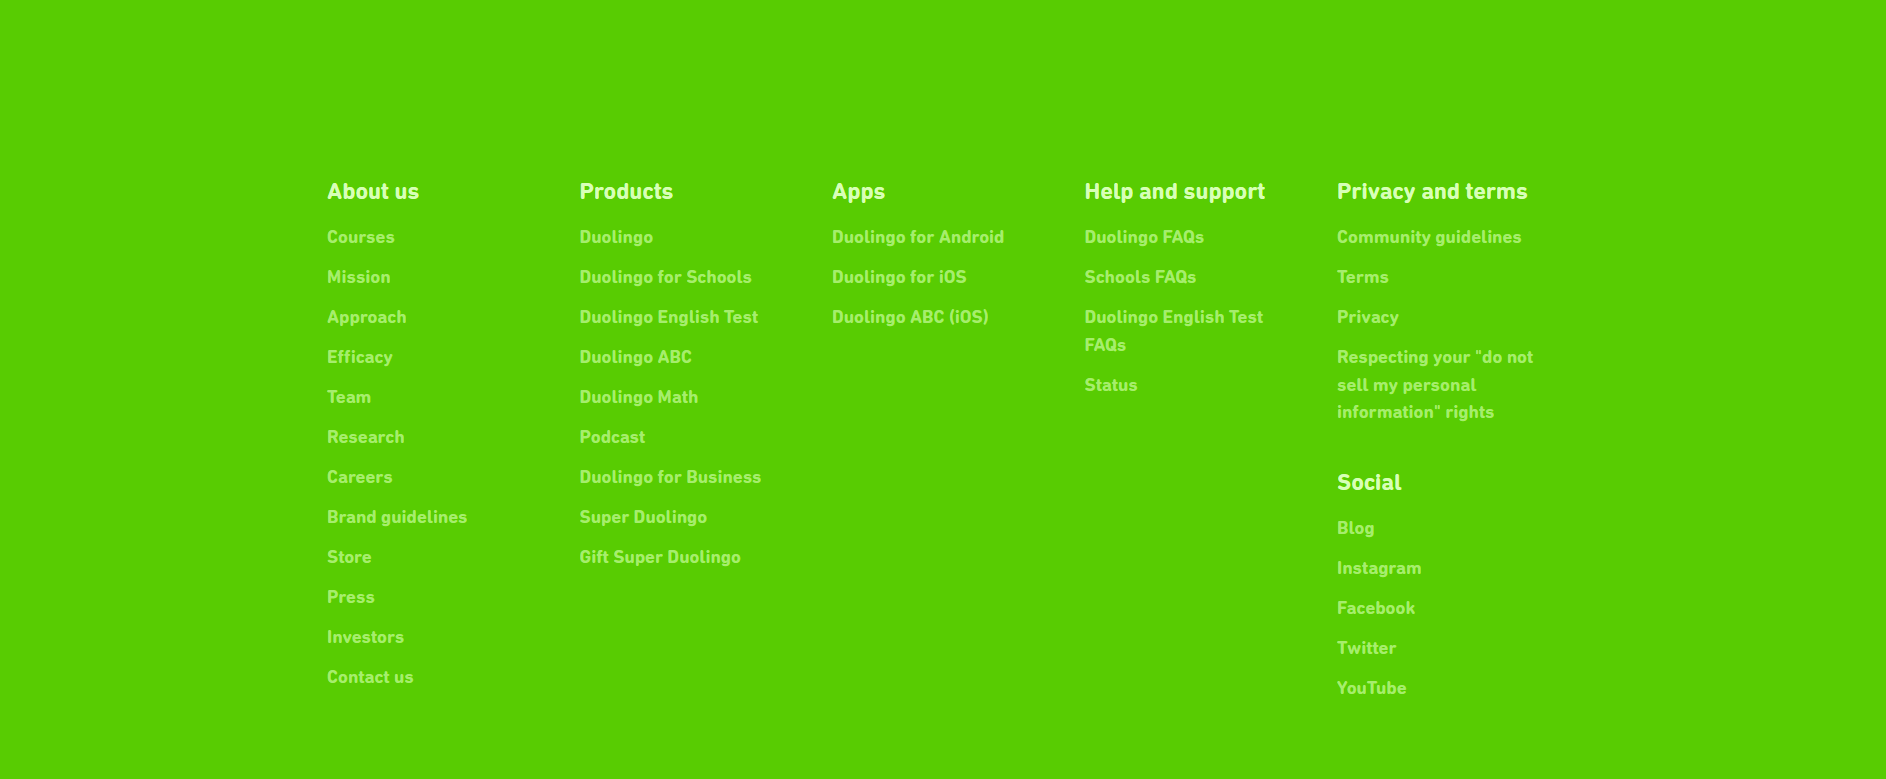 About us
Courses
Mission
Approach
Efficacy
Team
Research
Careers
Brand guidelines
Store
Press
Investors
Contact us
Products
Duolingo
Duolingo for Schools
Duolingo English Test
Duolingo ABC
Duolingo Math
Podcast
Duolingo for Business
Super Duolingo
Gift Super Duolingo
Apps
Duolingo for Android
Duolingo for iOS
Duolingo ABC (iOS)
Help and support
Duolingo FAQs
Schools FAQs
Duolingo English Test
FAQs
Status
Privacy and terms
Community guidelines
Terms
Privacy
Respecting your "do not
sell my personal
information" rights
Social
Blog
Instagram
Facebook
Twitter
YouTube